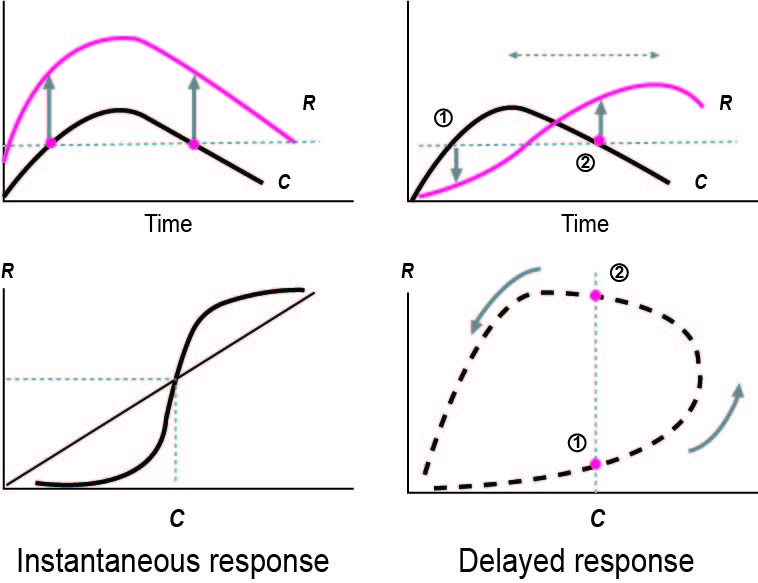 R
C
Time
①
R
②
C
Time
R
C
Instantaneous response
R
②
①
C
Delayed response